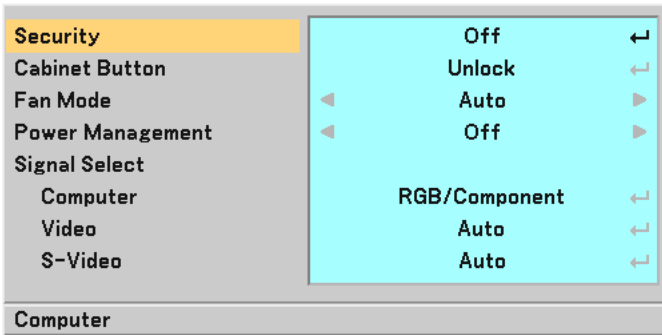 Security Off
Cabinet Button Unlock
Fan Mode Auto
Power Management Off
Signal Select
Computer RGB/Component
Video Auto
S-Video Auto
Computer